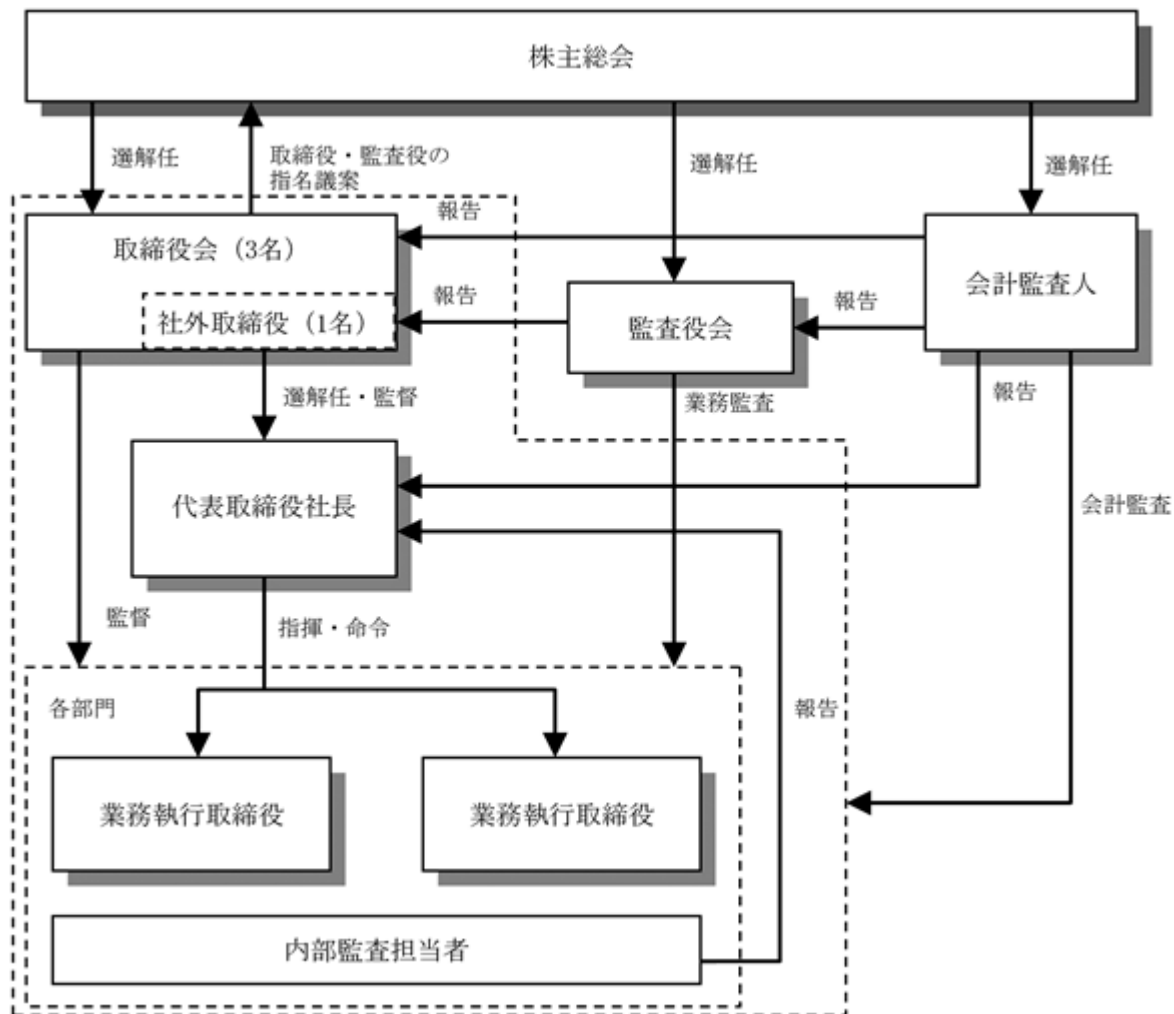 株主総会
選解任
取締役・監査役の
指名議案
選解任
選解任
報告
取締役会（3名）
会計監査人
社外取締役（1名）
報告
監査役会
報告
選解任・監督
業務監査
報告
代表取締役社長
会計監査
監督
指揮・命令
各部門
報告
業務執行取締役
業務執行取締役
内部監査担当者